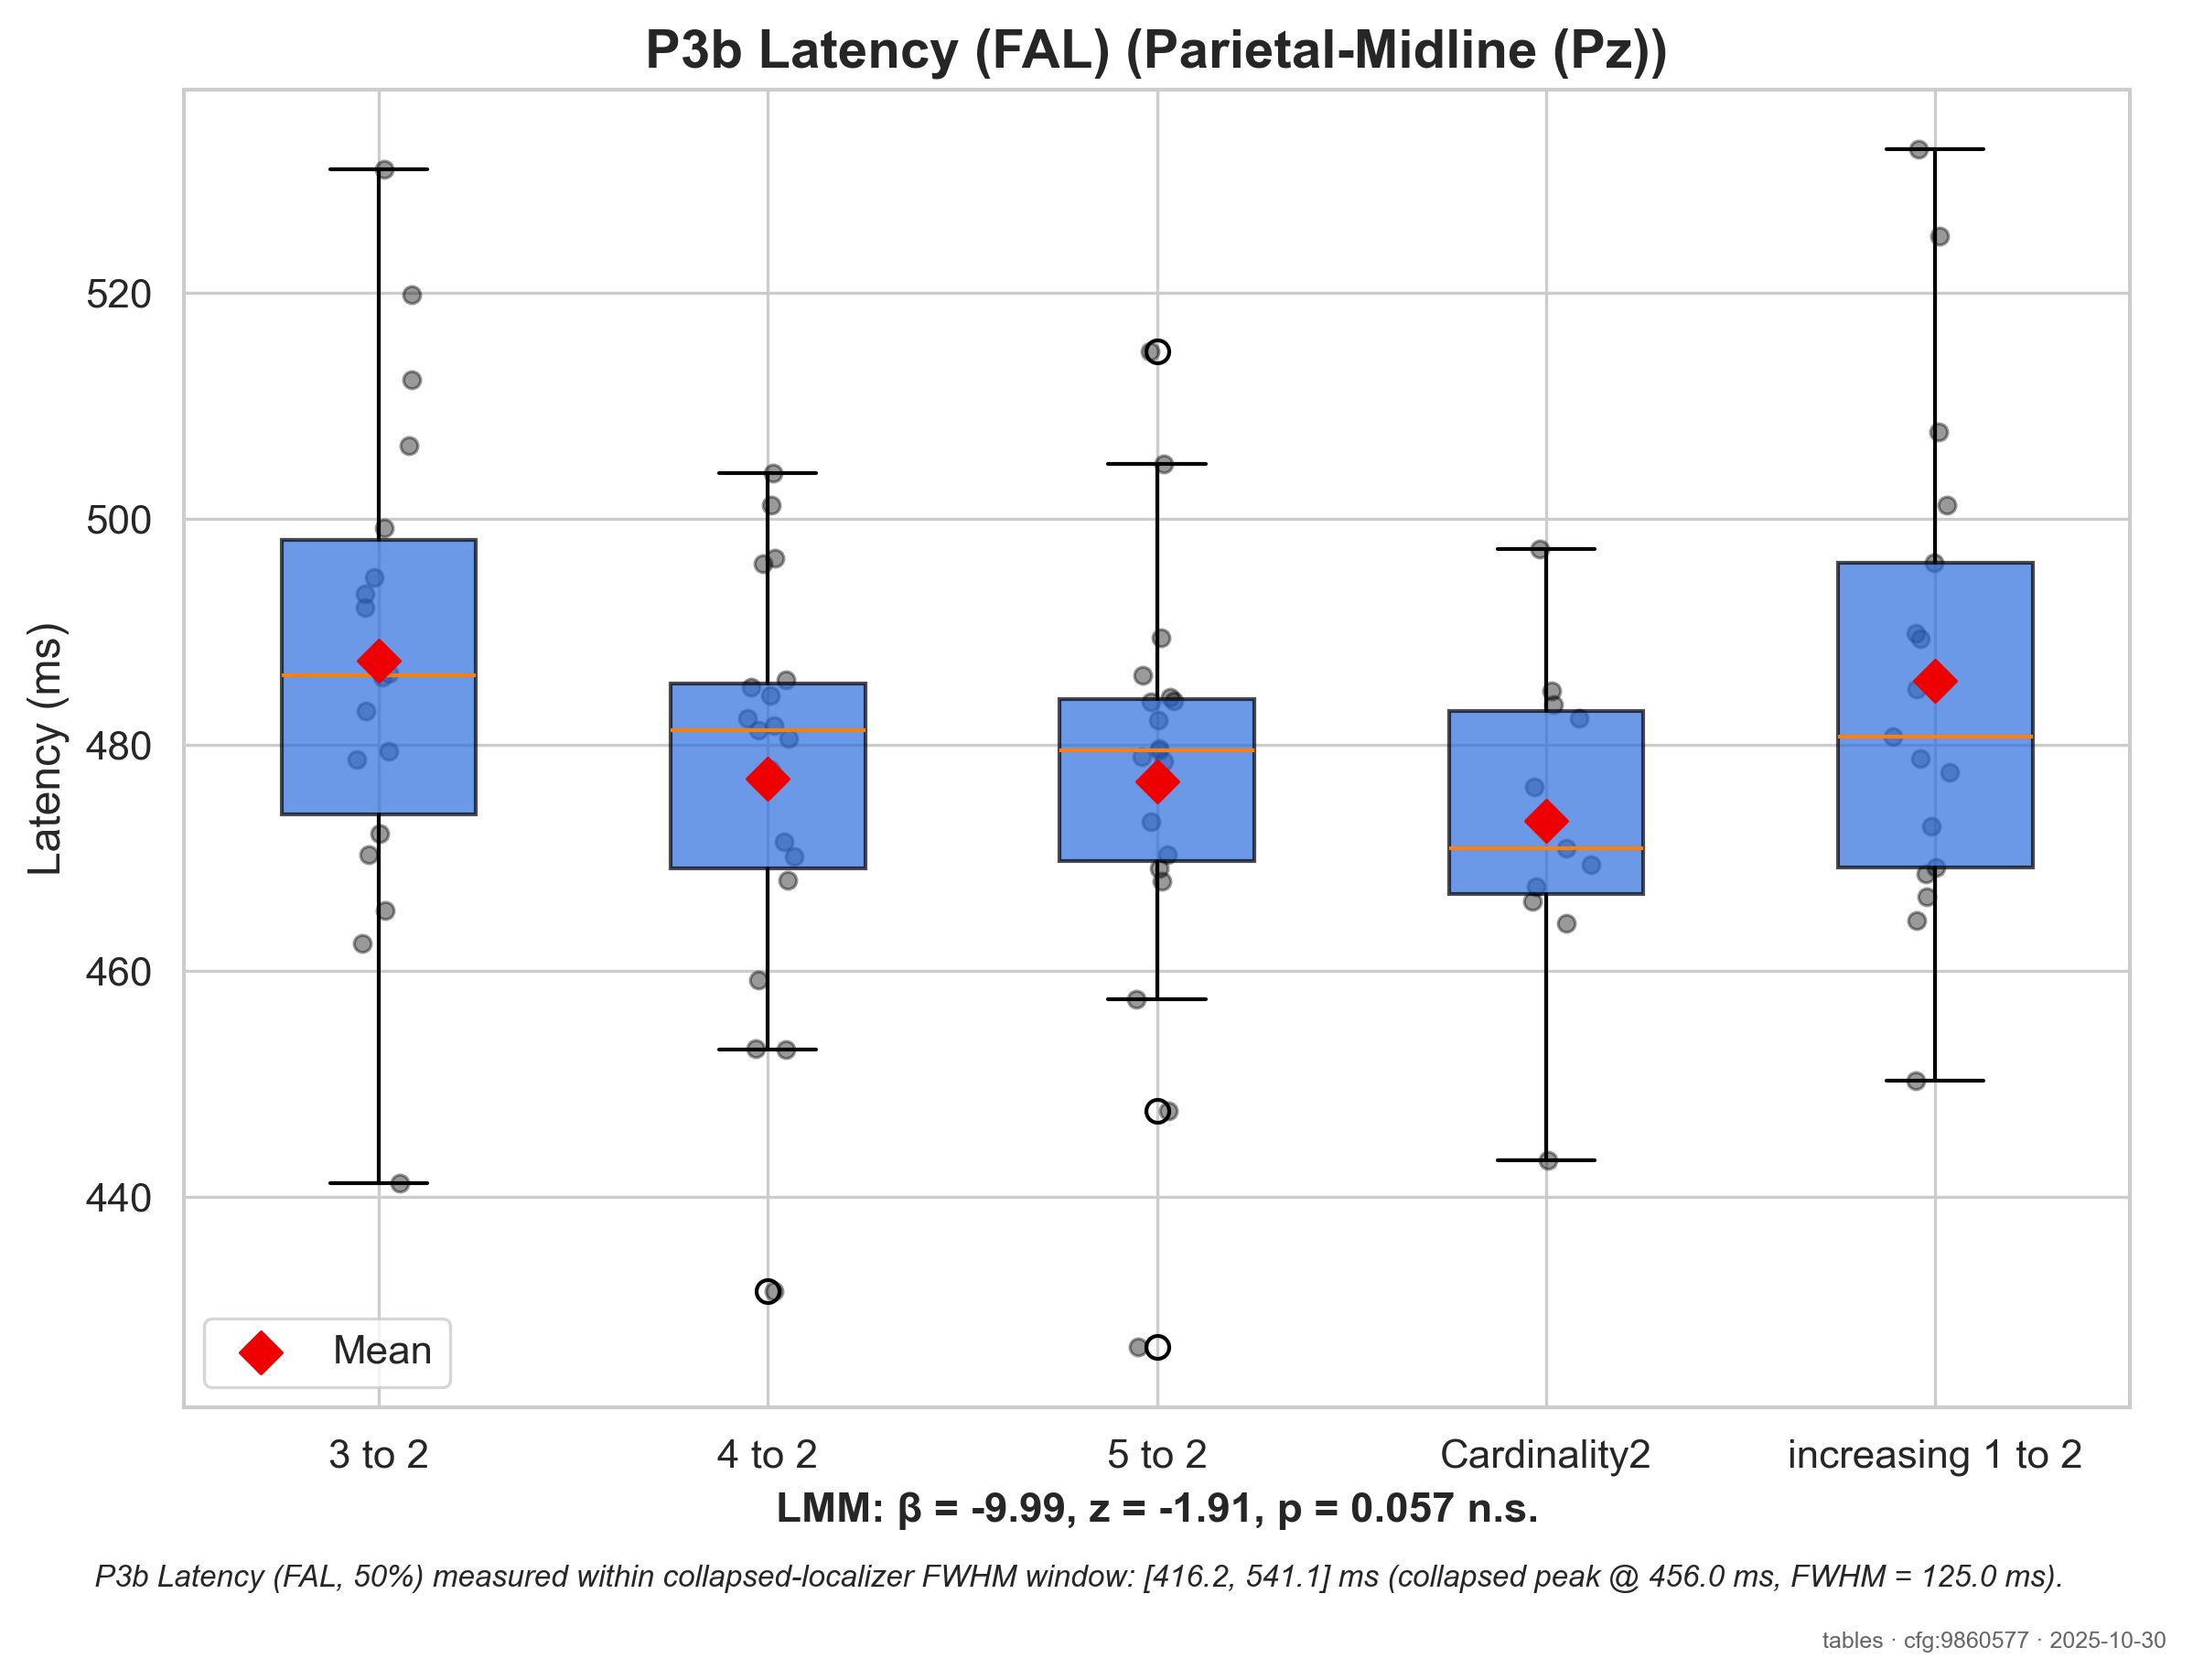 P3b Latency (FAL) (Parietal-Midline (Pz))
Latency (ms)
520
500
480
460
440
Mean
3 to 2
4 to 2
5 to 2
Cardinality2
increasing 1 to 2
LMM: β = -9.99, z = -1.91, p = 0.057 n.s.
P3b Latency (FAL, 50%) measured within collapsed-localizer FWHM window: [416.2, 541.1] ms (collapsed peak @ 456.0 ms, FWHM = 125.0 ms).
tables · cfg:9860577 · 2025-10-30